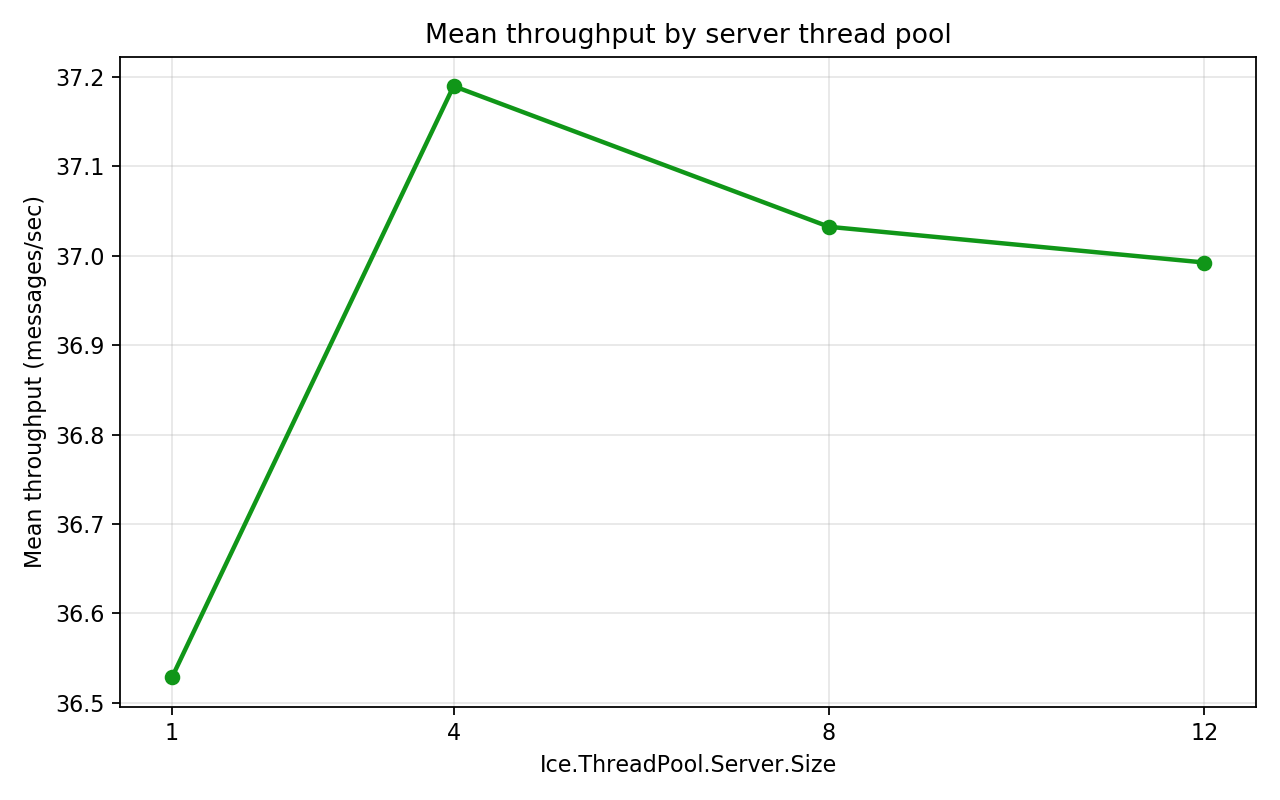 Mean throughput by server thread pool
Mean throughput (messages/sec)
37.2
37.1
37.0
36.9
36.8
36.7
36.6
36.5
1 4 8 12
Ice.ThreadPool.Server.Size